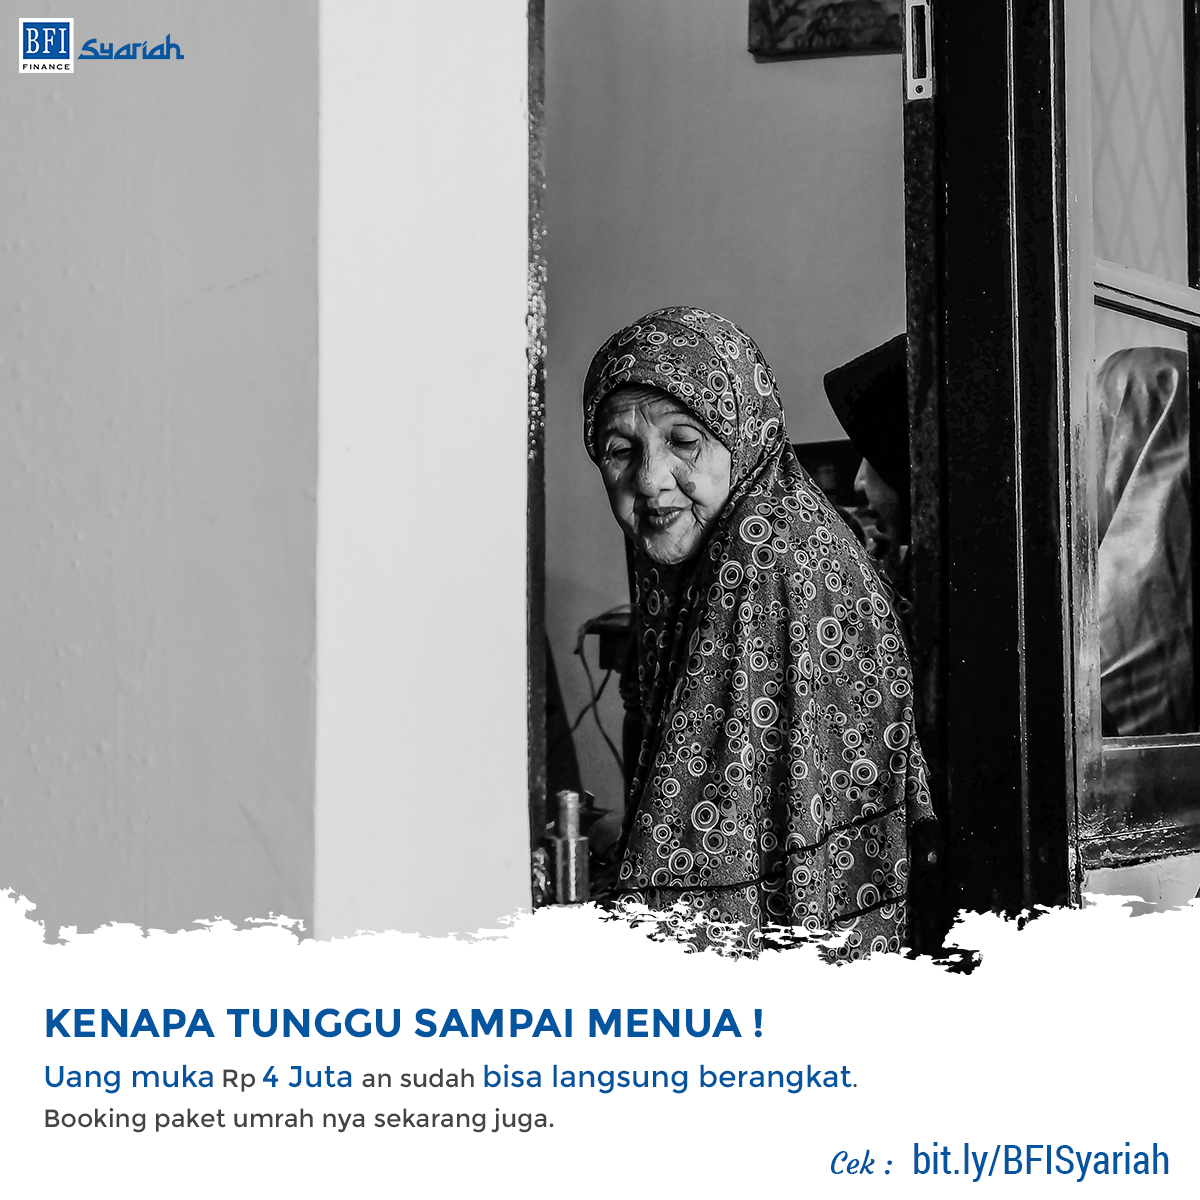 BFI Syariah
FINANCE
KENAPA TUNGGU SAMPAI MENUA !
Uang muka Rp 4 Juta an sudah bisa langsung berangkat.
Booking paket umrah nya sekarang juga.
Cek : bit.ly/BFISyariah